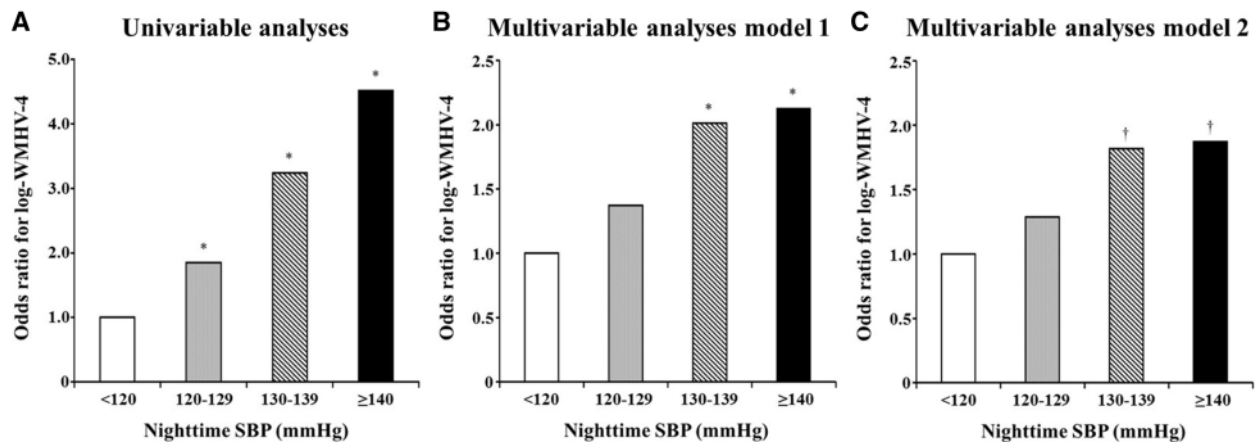 A Univariable analyses
Odds ratio for log-WMHV-4
5.0
4.0
3.0
2.0
1.0
0
*
*
*
<120 120-129 130-139 ≥140
Nighttime SBP (mmHg)
B Multivariable analyses model 1
Odds ratio for log-WMHV-4
2.5
2.0
1.5
1.0
0.5
0
*
*
<120 120-129 130-139 ≥140
Nighttime SBP (mmHg)
C Multivariable analyses model 2
Odds ratio for log-WMHV-4
2.5
2.0
1.5
1.0
0.5
0
†
†
<120 120-129 130-139 ≥140
Nighttime SBP (mmHg)